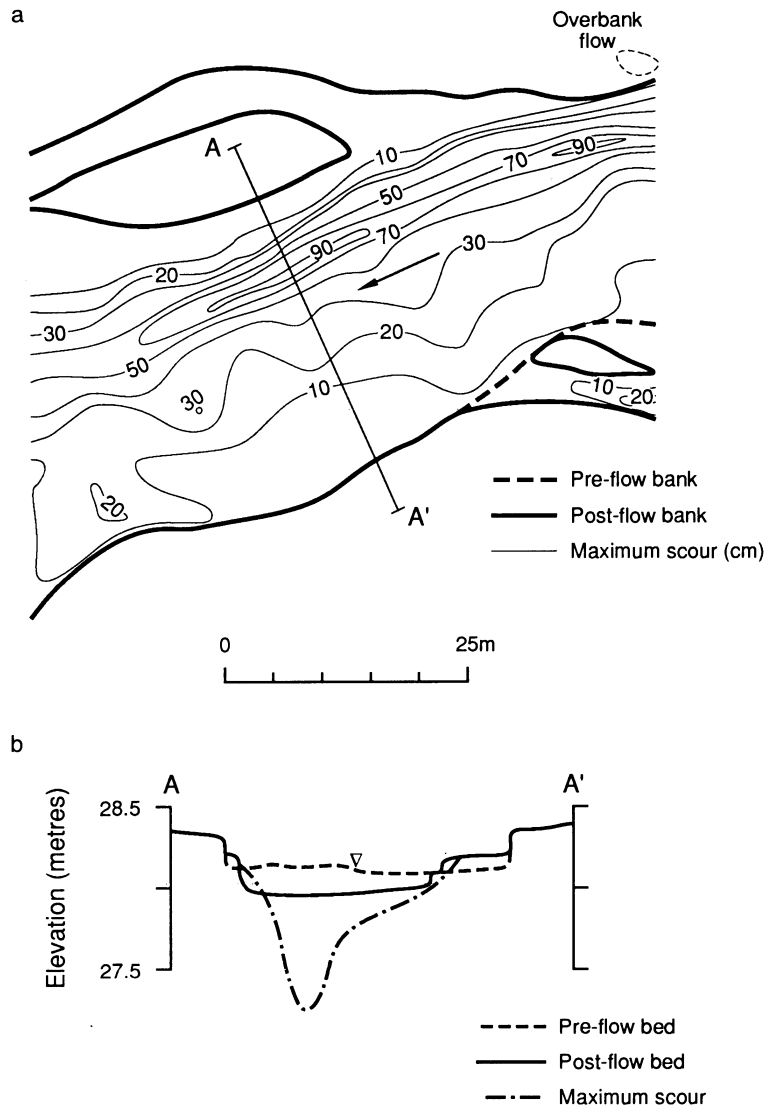 a
Overbank
flow
A
10
90
70
50
90
70
30
20
30
20
50
30
10
10
20
20
A'
Pre-flow bank
Post-flow bank
Maximum scour (cm)
0 25m
b
A A'
28.5
Elevation (metres)
27.5
Pre-flow bed
Post-flow bed
Maximum scour